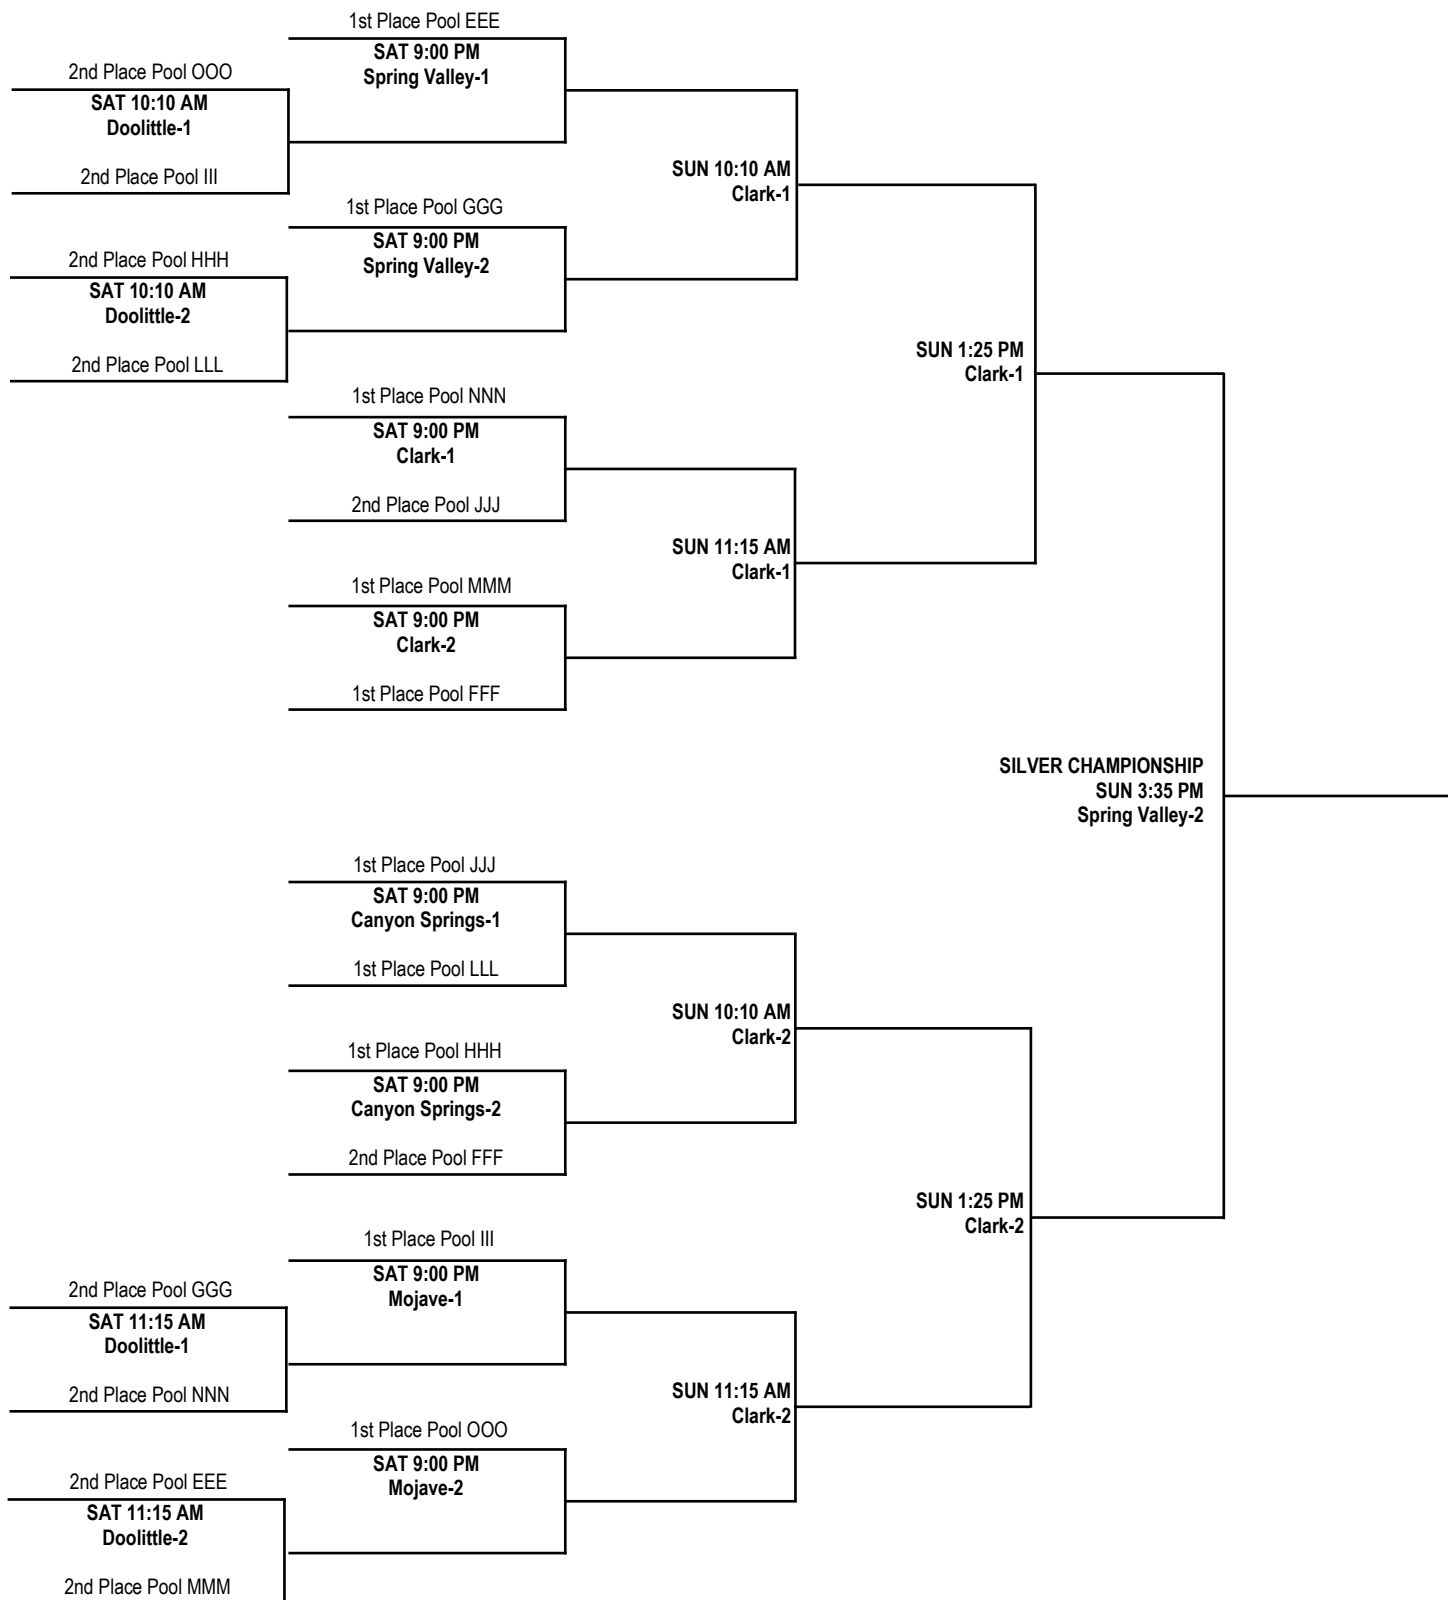 1st Place Pool EEE
SAT 9:00 PM
Spring Valley-1
2nd Place Pool OOO
SAT 10:10 AM
Doolittle-1
2nd Place Pool III
SUN 10:10 AM
Clark-1
1st Place Pool GGG
SAT 9:00 PM
Spring Valley-2
2nd Place Pool HHH
SAT 10:10 AM
Doolittle-2
2nd Place Pool LLL
SUN 1:25 PM
Clark-1
1st Place Pool NNN
SAT 9:00 PM
Clark-1
2nd Place Pool JJJ
SUN 11:15 AM
Clark-1
1st Place Pool MMM
SAT 9:00 PM
Clark-2
1st Place Pool FFF
SILVER CHAMPIONSHIP
SUN 3:35 PM
Spring Valley-2
1st Place Pool JJJ
SAT 9:00 PM
Canyon Springs-1
1st Place Pool LLL
SUN 10:10 AM
Clark-2
1st Place Pool HHH
SAT 9:00 PM
Canyon Springs-2
2nd Place Pool FFF
SUN 1:25 PM
Clark-2
1st Place Pool III
SAT 9:00 PM
Mojave-1
2nd Place Pool GGG
SAT 11:15 AM
Doolittle-1
2nd Place Pool NNN
SUN 11:15 AM
Clark-2
1st Place Pool OOO
SAT 9:00 PM
Mojave-2
2nd Place Pool EEE
SAT 11:15 AM
Doolittle-2
2nd Place Pool MMM